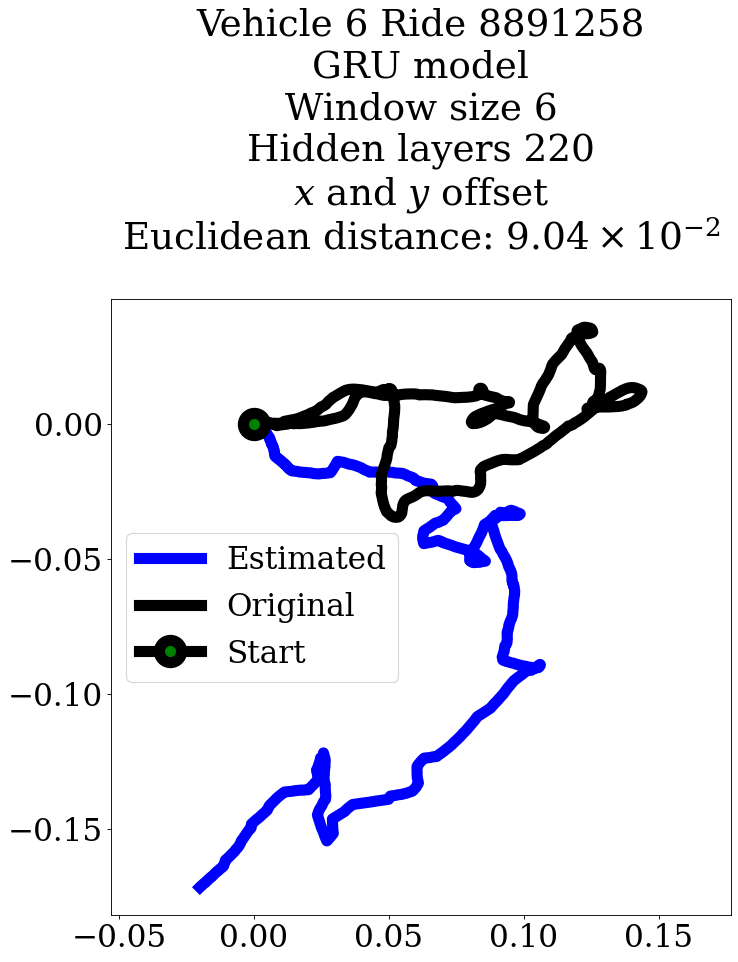 Vehicle 6 Ride 8891258
GRU model
Window size 6
Hidden layers 220
x and y offset
Euclidean distance: 9.04 × 10⁻²
0.00
−0.05
−0.10
−0.15
Estimated
Original
Start
−0.05 0.00 0.05 0.10 0.15